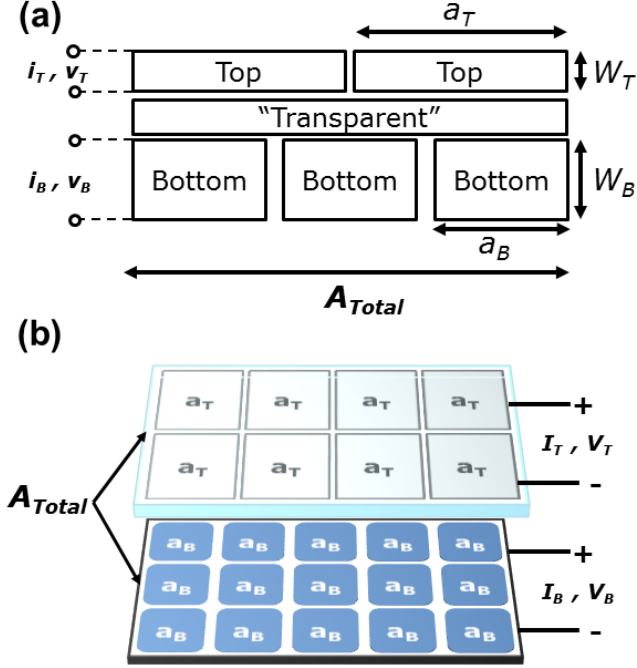 (a)
a_T
i_T , v_T
Top
Top
W_T
"Transparent"
i_B , v_B
Bottom
Bottom
Bottom
W_B
a_B
A_Total
(b)
a_T a_T a_T a_T
+
I_T , V_T
a_T a_T a_T a_T
-
A_Total
a_B a_B a_B a_B a_B
+
a_B a_B a_B a_B a_B
I_B , V_B
a_B a_B a_B a_B a_B
-